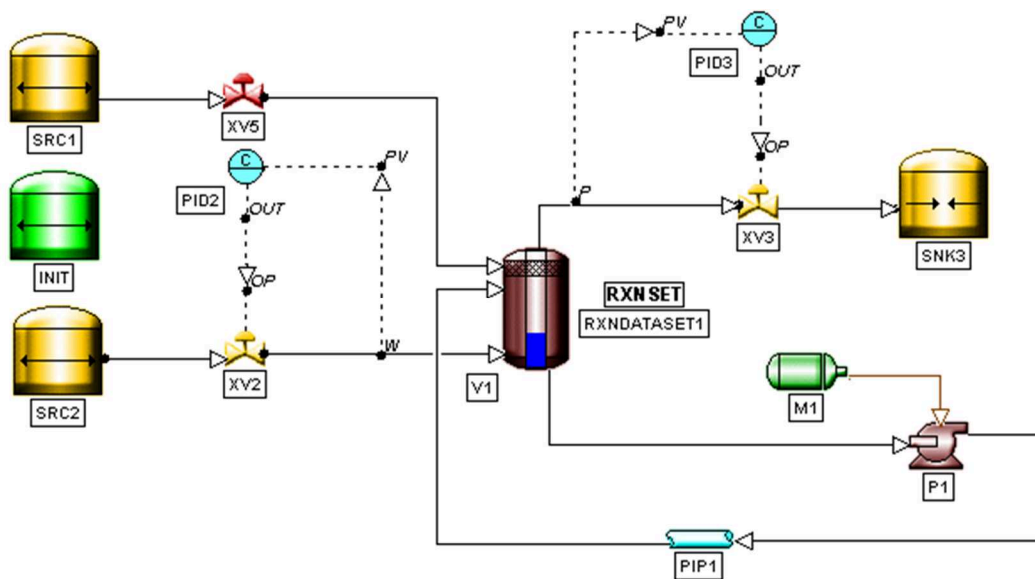 SRC1
XV5
C
PID2
PV
OUT
OP
INIT
SRC2
XV2
W
V1
RXNSET
RXNDATASET1
C
PID3
PV
OUT
OP
P
XV3
SNK3
M1
P1
PIP1